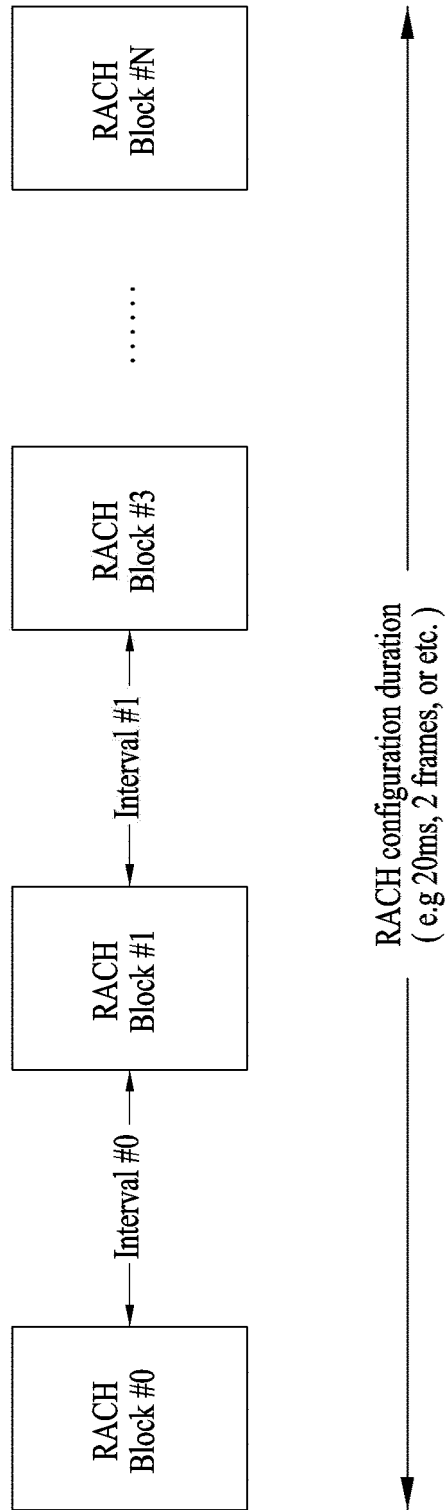 RACH
Block #0
Interval #0
RACH
Block #1
Interval #1
RACH
Block #3
······
RACH
Block #N
RACH configuration duration
( e.g 20ms, 2 frames, or etc. )